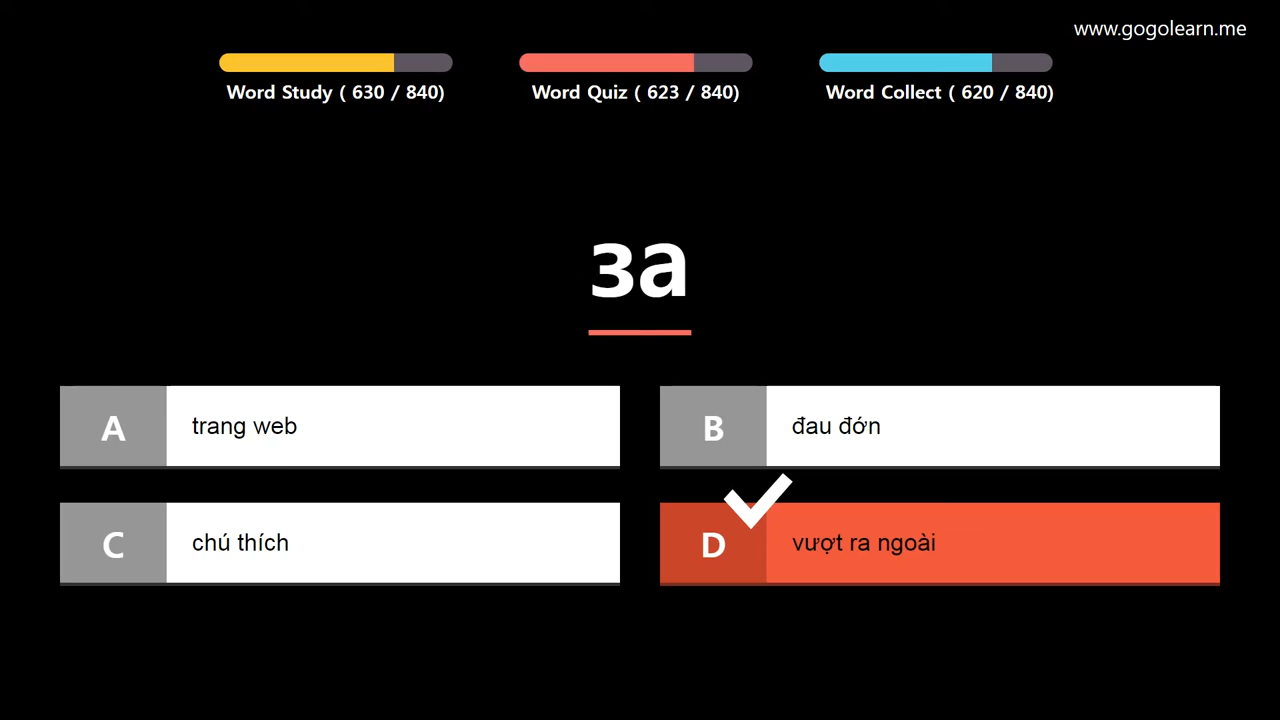 www.gogolearn.me
Word Study ( 630 / 840)
Word Quiz ( 623 / 840)
Word Collect ( 620 / 840)
за
A trang web
B đau đớn
C chú thích
D vượt ra ngoài